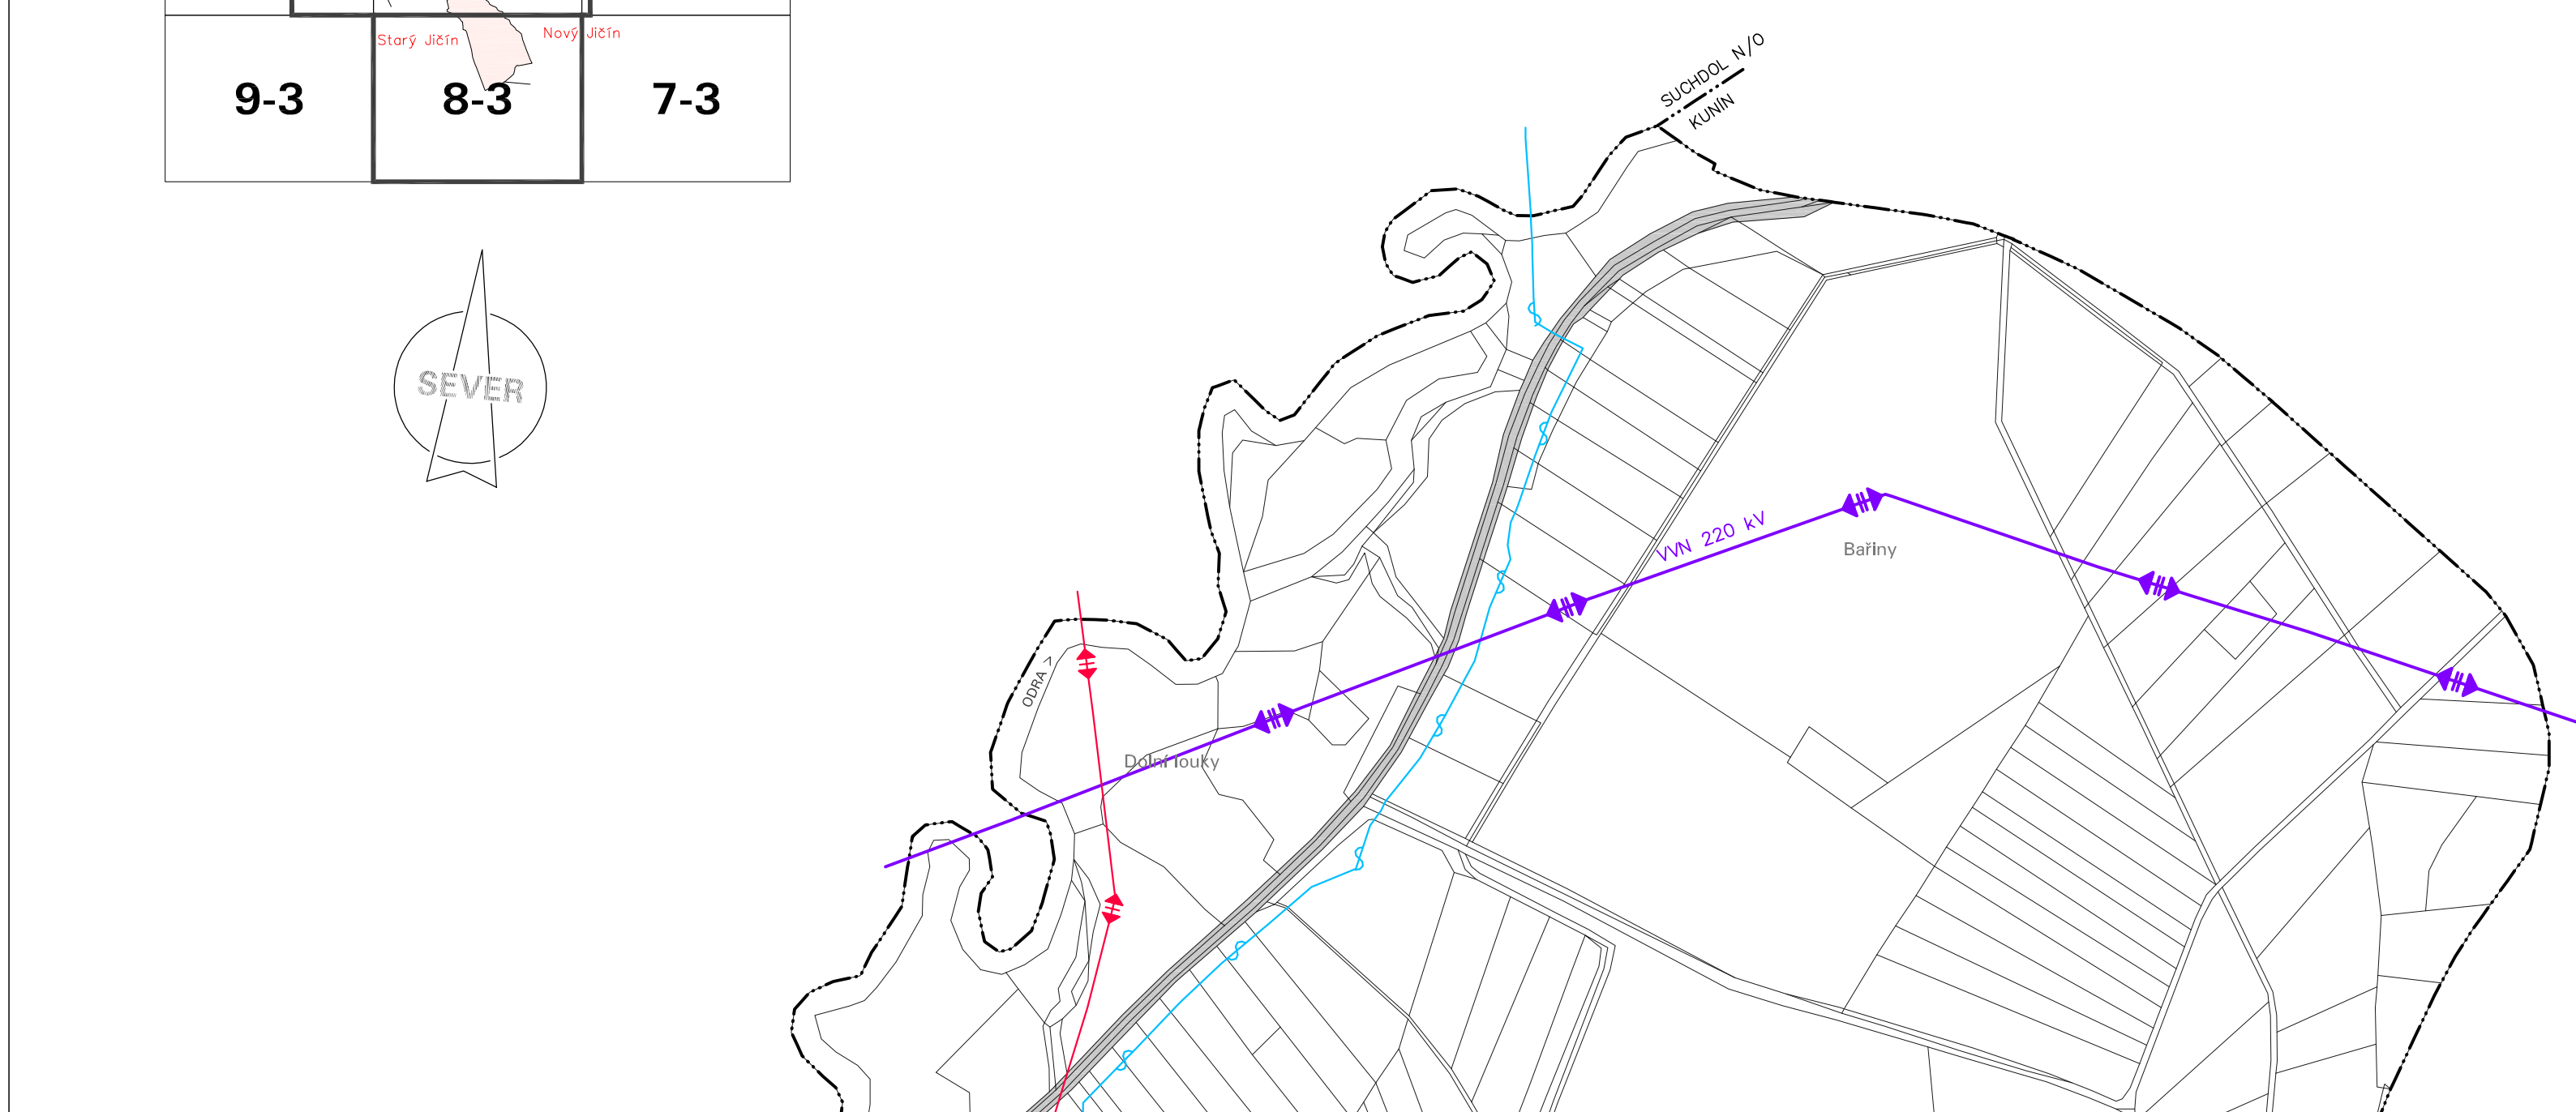 Starý Jičín
Nový Jičín
9-3
8-3
7-3
SEVER
SUCHDOL N/O
KUNÍN
VVN 220 kV
Bařiny
ODRA >
Dolní louky